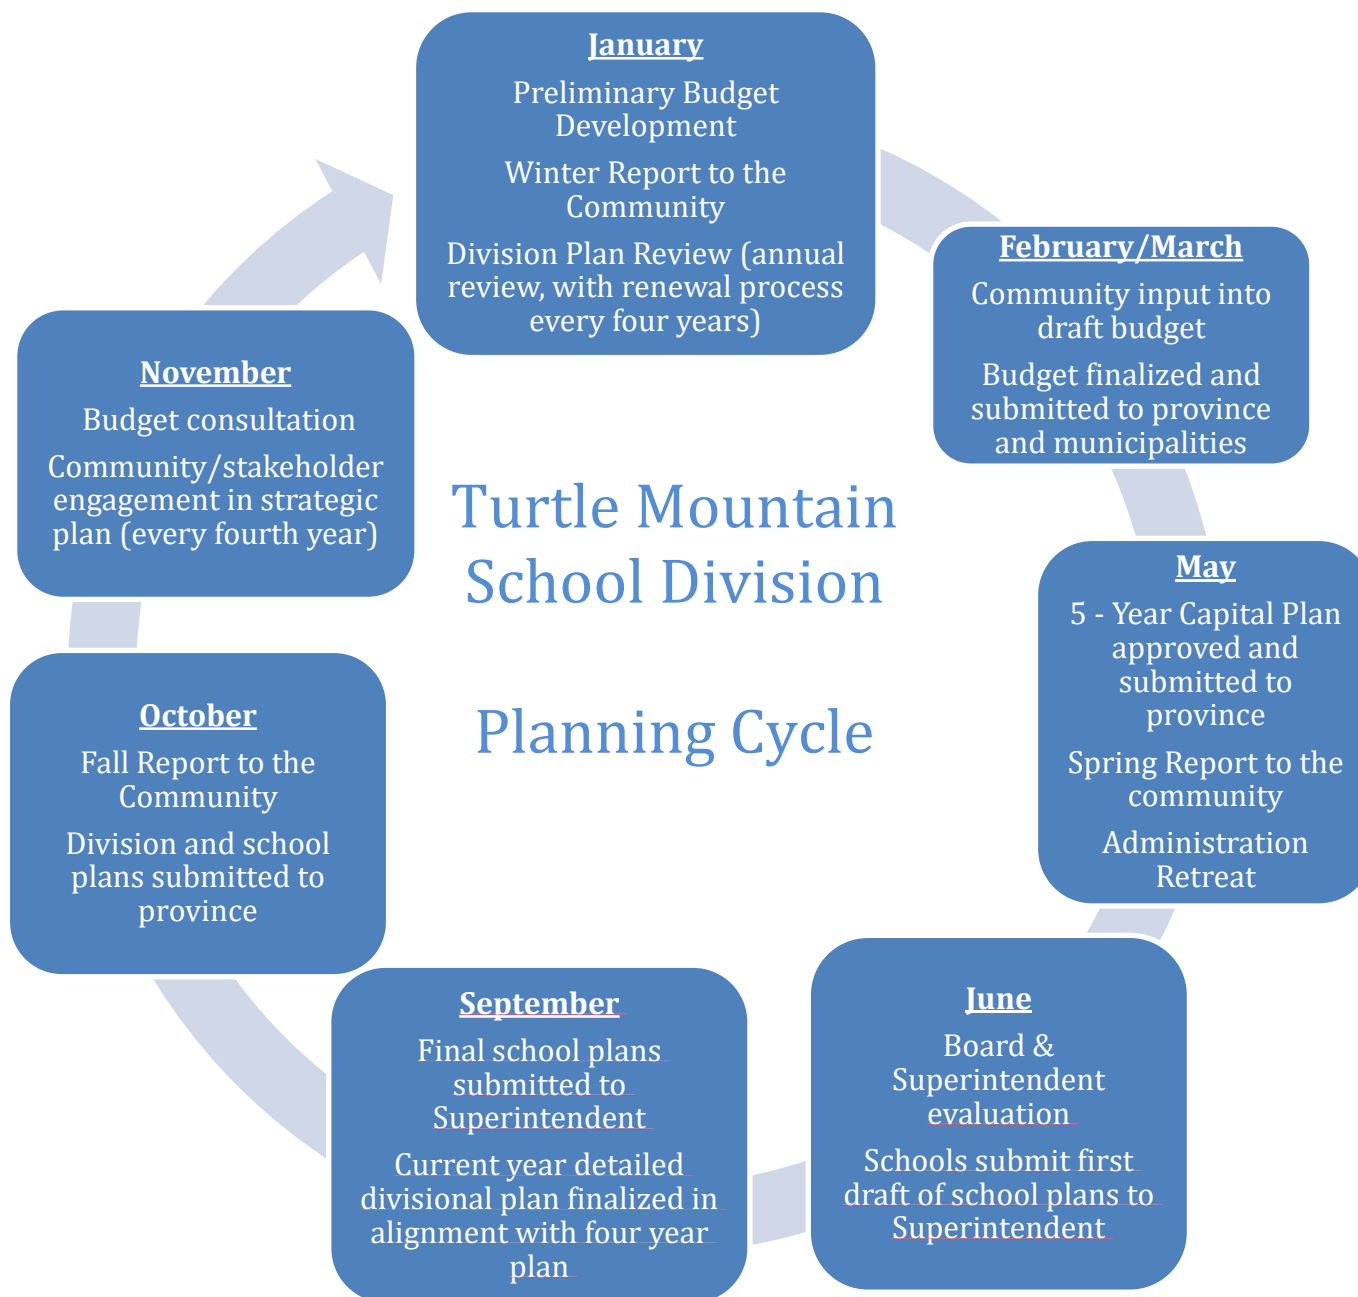 January
Preliminary Budget
Development
Winter Report to the
Community
Division Plan Review (annual
review, with renewal process
every four years)
February/March
Community input into
draft budget
Budget finalized and
submitted to province
and municipalities
May
5 - Year Capital Plan
approved and
submitted to
province
Spring Report to the
community
Administration
Retreat
June
Board &
Superintendent
evaluation
Schools submit first
draft of school plans to
Superintendent
September
Final school plans
submitted to
Superintendent
Current year detailed
divisional plan finalized in
alignment with four year
plan
October
Fall Report to the
Community
Division and school
plans submitted to
province
November
Budget consultation
Community/stakeholder
engagement in strategic
plan (every fourth year)
Turtle Mountain
School Division
Planning Cycle